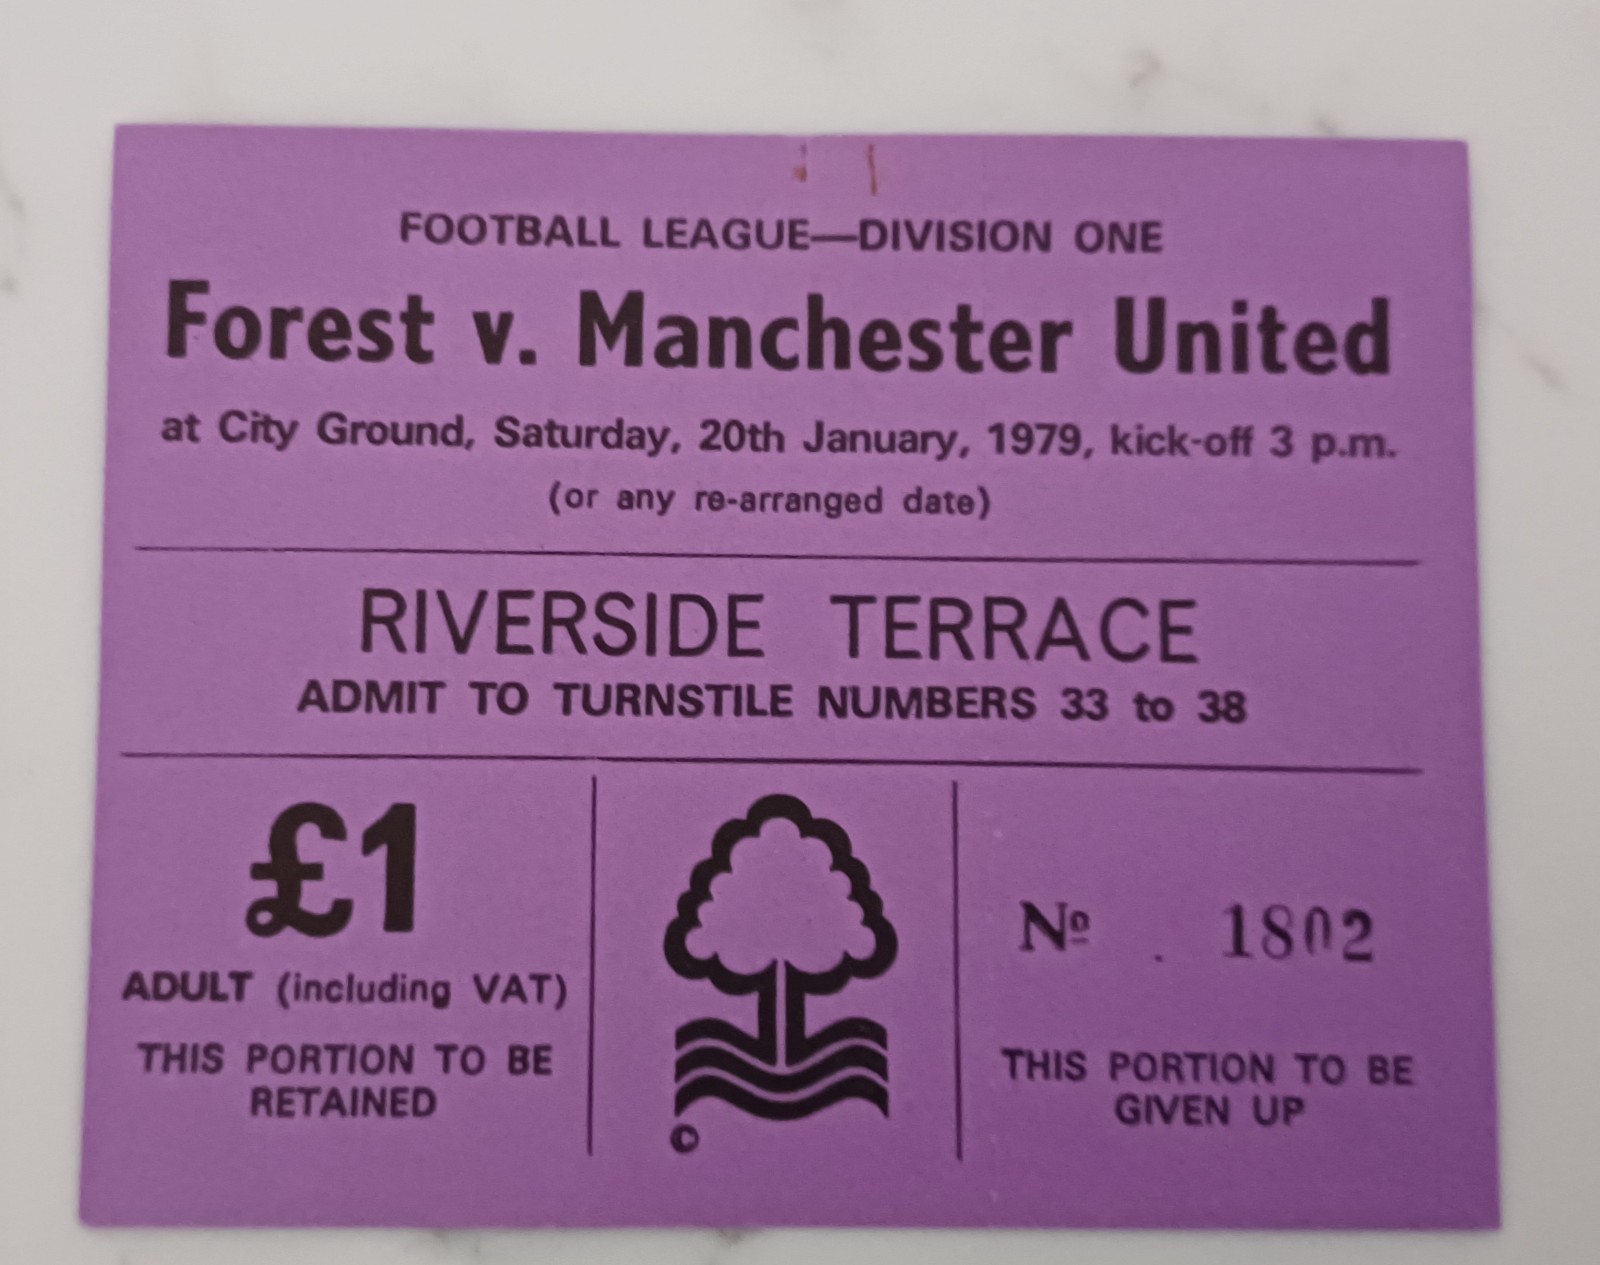 FOOTBALL LEAGUE—DIVISION ONE
Forest v. Manchester United
at City Ground, Saturday, 20th January, 1979, kick-off 3 p.m.
(or any re-arranged date)
RIVERSIDE TERRACE
ADMIT TO TURNSTILE NUMBERS 33 to 38
£1
ADULT (including VAT)
THIS PORTION TO BE
RETAINED
©
Nº 1802
THIS PORTION TO BE
GIVEN UP